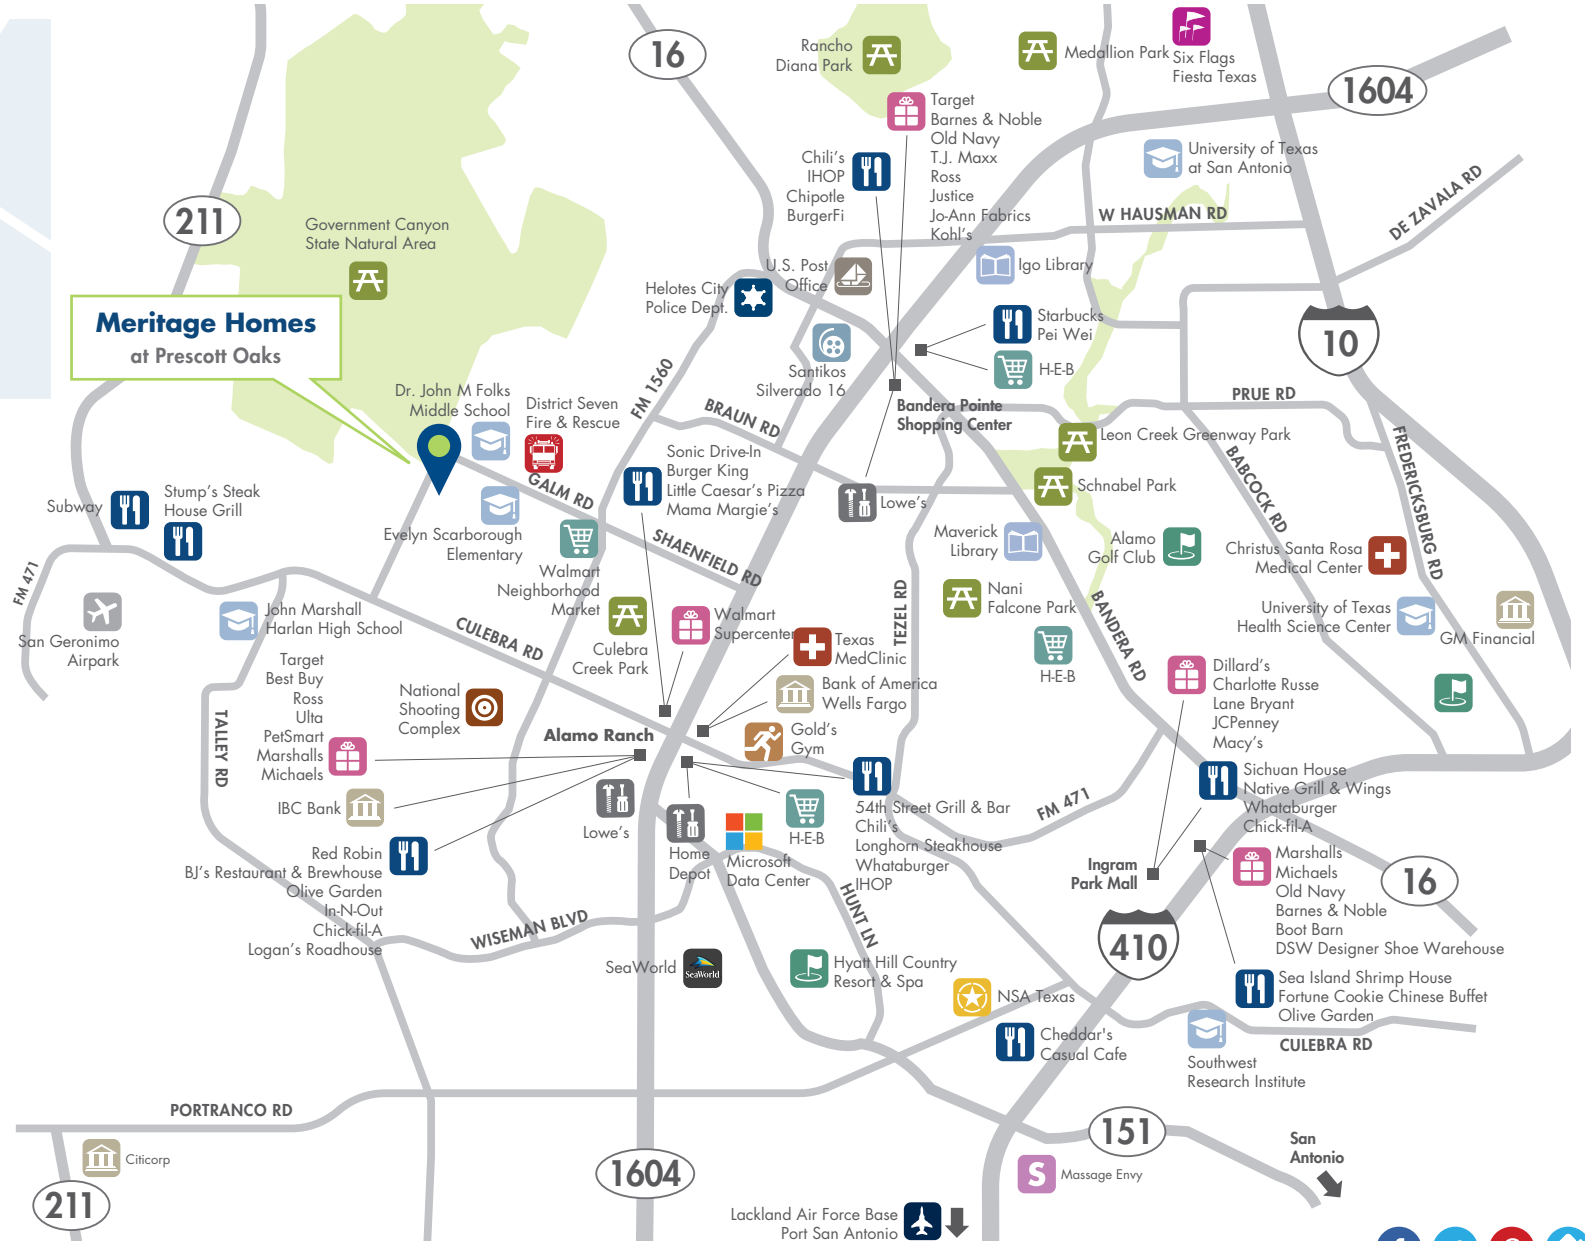 16
Rancho
Diana Park
Medallion Park
Six Flags
Fiesta Texas
1604
Target
Barnes & Noble
Old Navy
T.J. Maxx
Ross
Justice
Jo-Ann Fabrics
Kohl's
Chili's
IHOP
Chipotle
BurgerFi
University of Texas
at San Antonio
DE ZAVALA RD
W HAUSMAN RD
211
Government Canyon
State Natural Area
U.S. Post
Office
Igo Library
Helotes City
Police Dept.
Meritage Homes
at Prescott Oaks
Starbucks
Pei Wei
H-E-B
10
Santikos
Silverado 16
Dr. John M Folks
Middle School
District Seven
Fire & Rescue
FM 1560
BRAUN RD
Bandera Pointe
Shopping Center
PRUE RD
Leon Creek Greenway Park
Schnabel Park
BABCOCK RD
FREDERICKSBURG RD
Sonic Drive-In
Burger King
Little Caesar's Pizza
Mama Margie's
GALM RD
Lowe's
Subway
Stump's Steak
House Grill
Evelyn Scarborough
Elementary
SHAENFIELD RD
Walmart
Neighborhood
Market
Maverick
Library
Alamo
Golf Club
Christus Santa Rosa
Medical Center
FM 471
San Geronimo
Airpark
John Marshall
Harlan High School
CULEBRA RD
Culebra
Creek Park
Walmart
Supercenter
Texas
MedClinic
TEZEL RD
Nani
Falcone Park
BANDERA RD
H-E-B
University of Texas
Health Science Center
GM Financial
Target
Best Buy
Ross
Ulta
PetSmart
Marshalls
Michaels
TALLEY RD
National
Shooting
Complex
Bank of America
Wells Fargo
Alamo Ranch
Gold's
Gym
Dillard's
Charlotte Russe
Lane Bryant
JCPenney
Macy's
IBC Bank
Lowe's
Home
Depot
Microsoft
Data Center
H-E-B
54th Street Grill & Bar
Chili's
Longhorn Steakhouse
Whataburger
IHOP
FM 471
Sichuan House
Native Grill & Wings
Whataburger
Chick-fil-A
Red Robin
BJ's Restaurant & Brewhouse
Olive Garden
In-N-Out
Chick-fil-A
Logan's Roadhouse
Ingram
Park Mall
Marshalls
Michaels
Old Navy
Barnes & Noble
Boot Barn
DSW Designer Shoe Warehouse
16
HUNT LN
WISEMAN BLVD
410
SeaWorld
SeaWorld
Hyatt Hill Country
Resort & Spa
NSA Texas
Sea Island Shrimp House
Fortune Cookie Chinese Buffet
Olive Garden
Cheddar's
Casual Cafe
CULEBRA RD
Southwest
Research Institute
PORTRANCO RD
151
San
Antonio
Citicorp
1604
S
Massage Envy
211
Lackland Air Force Base
Port San Antonio